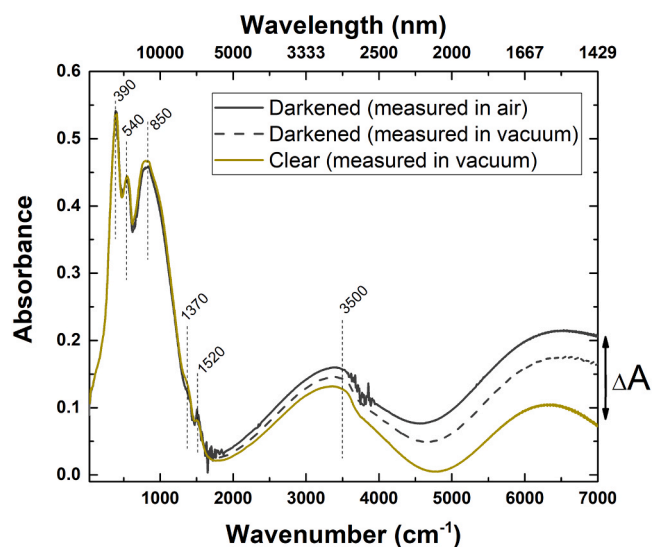 Wavelength (nm)
10000 5000 3333 2500 2000 1667 1429
0.6
0.5
0.4
0.3
0.2
0.1
0.0
Absorbance
390
540
850
1370
1520
3500
Darkened (measured in air)
Darkened (measured in vacuum)
Clear (measured in vacuum)
ΔA
1000 2000 3000 4000 5000 6000 7000
Wavenumber (cm⁻¹)